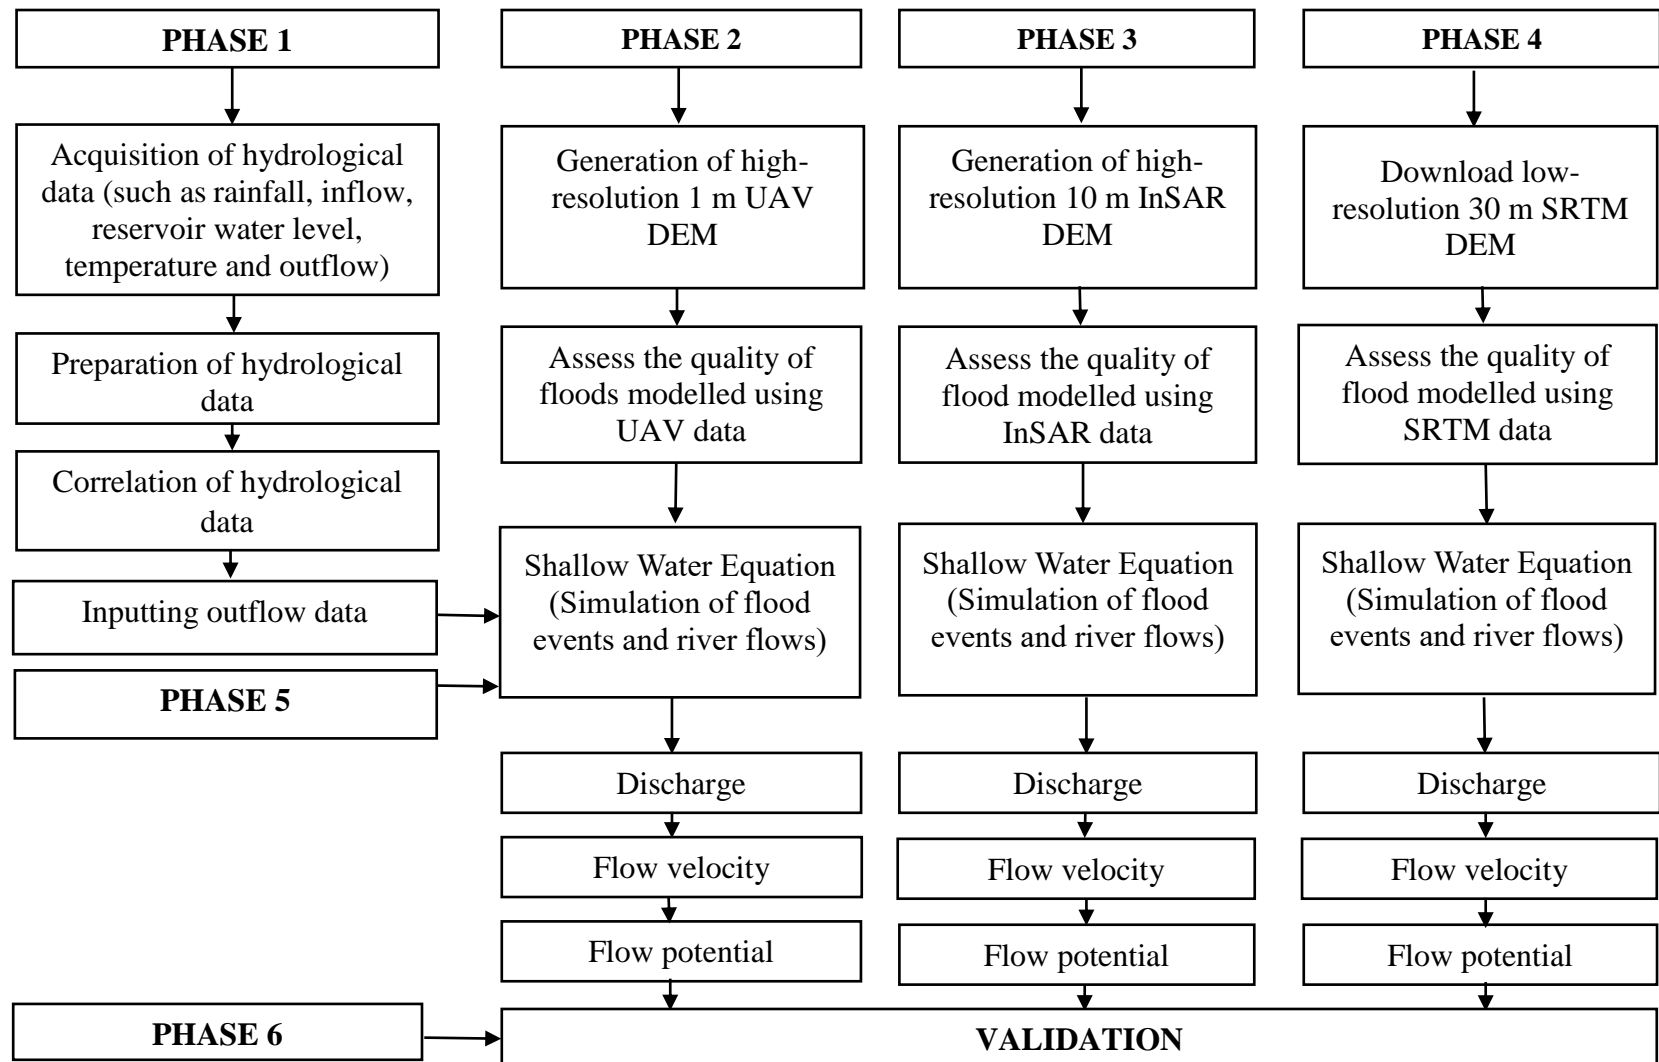 PHASE 1
Acquisition of hydrological
data (such as rainfall, inflow,
reservoir water level,
temperature and outflow)
Preparation of hydrological
data
Correlation of hydrological
data
Inputting outflow data
PHASE 5
PHASE 6
PHASE 2
Generation of high-
resolution 1 m UAV
DEM
Assess the quality of
floods modelled using
UAV data
Shallow Water Equation
(Simulation of flood
events and river flows)
Discharge
Flow velocity
Flow potential
PHASE 3
Generation of high-
resolution 10 m InSAR
DEM
Assess the quality of
flood modelled using
InSAR data
Shallow Water Equation
(Simulation of flood
events and river flows)
Discharge
Flow velocity
Flow potential
PHASE 4
Download low-
resolution 30 m SRTM
DEM
Assess the quality of
flood modelled using
SRTM data
Shallow Water Equation
(Simulation of flood
events and river flows)
Discharge
Flow velocity
Flow potential
VALIDATION